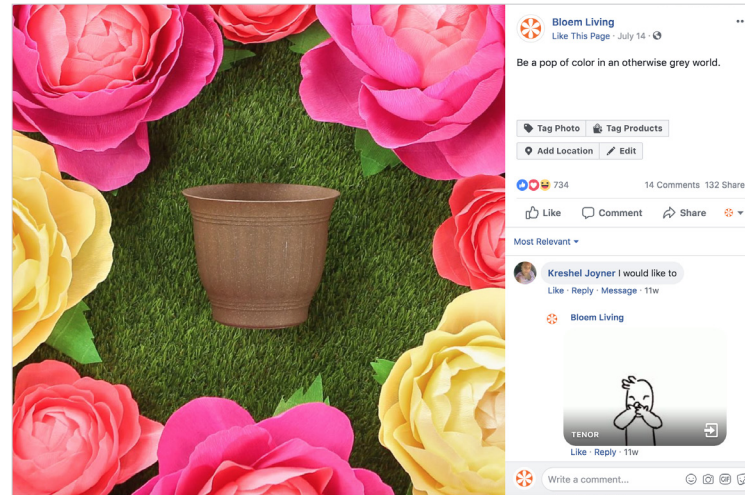 Bloem Living
Like This Page · July 14 ·
Be a pop of color in an otherwise grey world.
Tag Photo
Tag Products
Add Location
Edit
734
14 Comments 132 Share
Like
Comment
Share
Most Relevant
Kreshel Joyner I would like to
Like · Reply · Message · 11w
Bloem Living
TENOR
Like · Reply · 11w
Write a comment...
GIF